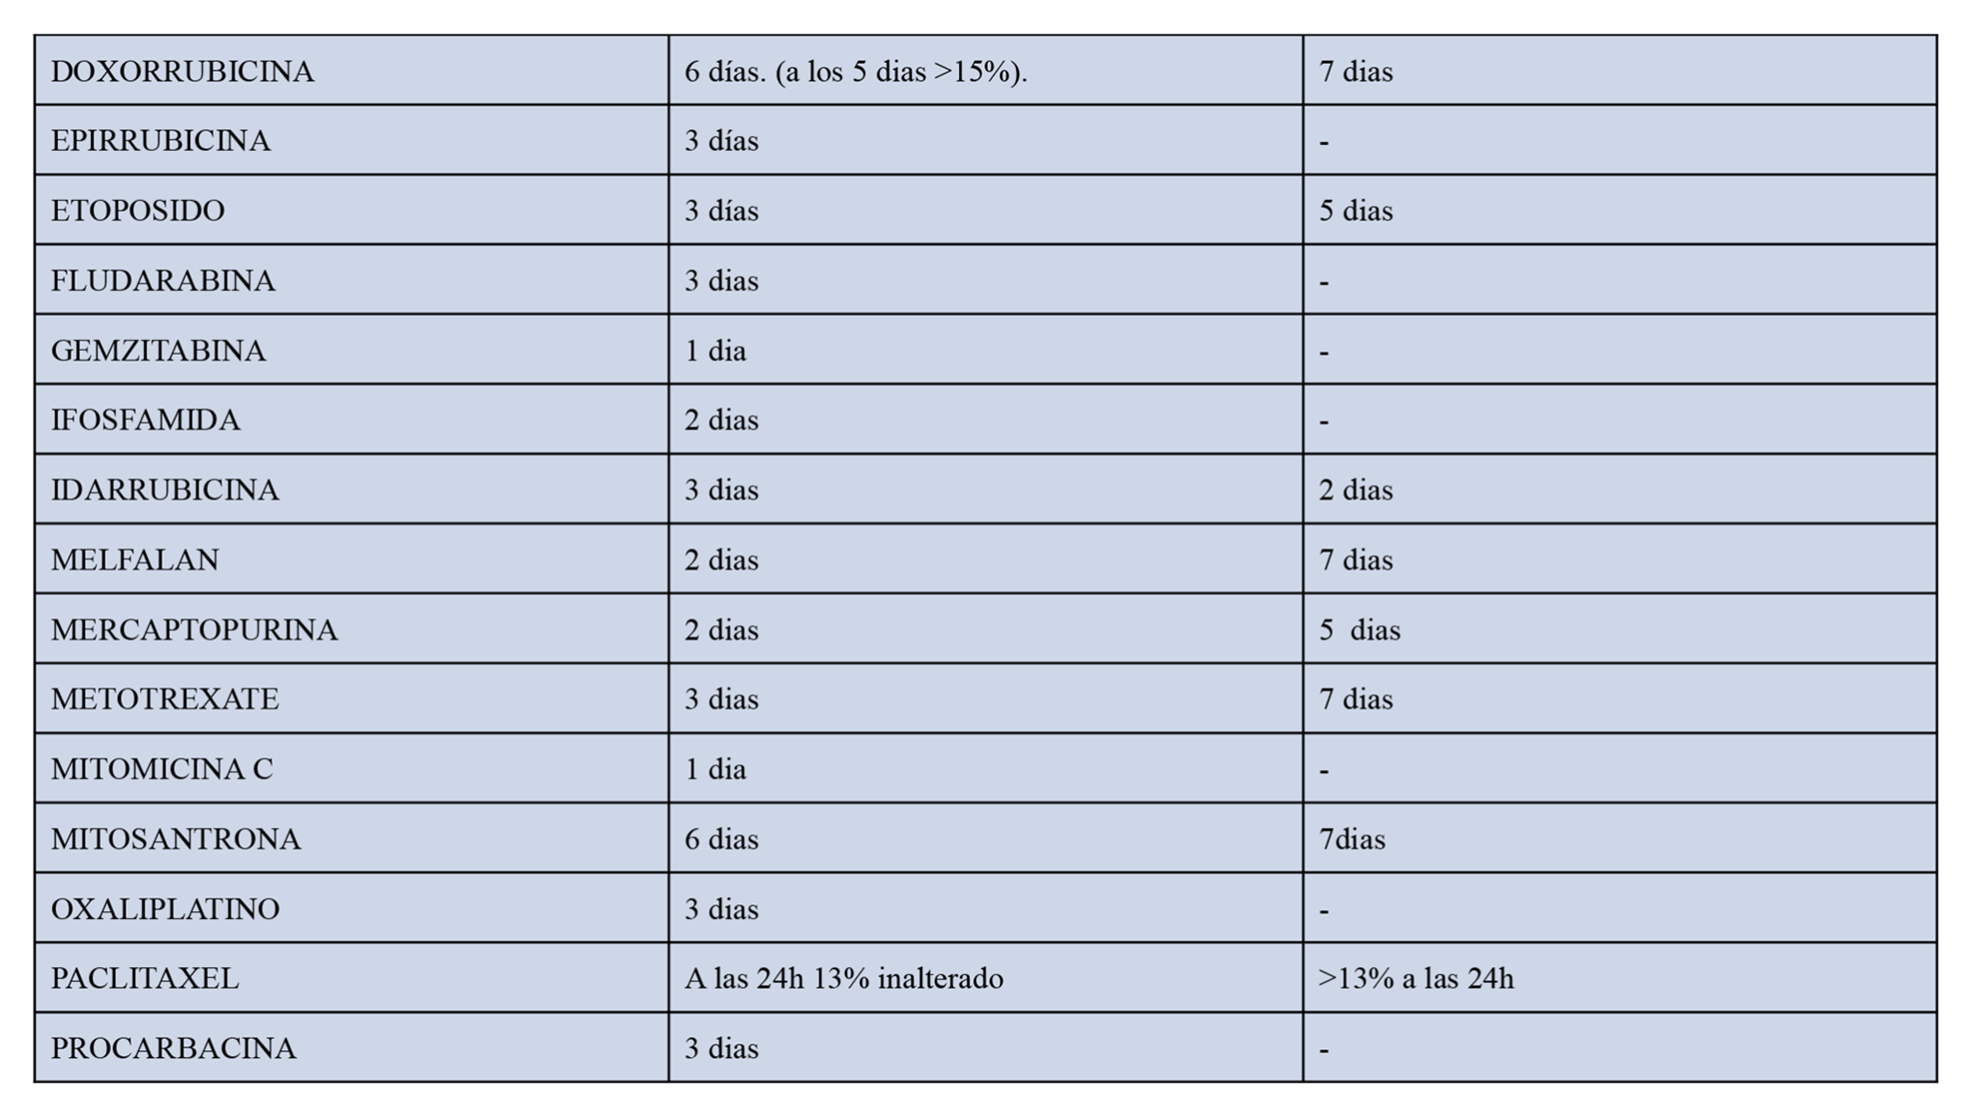 DOXORRUBICINA 6 días. (a los 5 dias >15%). 7 dias
EPIRRUBICINA 3 días -
ETOPOSIDO 3 días 5 dias
FLUDARABINA 3 dias -
GEMZITABINA 1 dia -
IFOSFAMIDA 2 dias -
IDARRUBICINA 3 dias 2 dias
MELFALAN 2 dias 7 dias
MERCAPTOPURINA 2 dias 5  dias
METOTREXATE 3 dias 7 dias
MITOMICINA C 1 dia -
MITOSANTRONA 6 dias 7dias
OXALIPLATINO 3 dias -
PACLITAXEL A las 24h 13% inalterado >13% a las 24h
PROCARBACINA 3 dias -